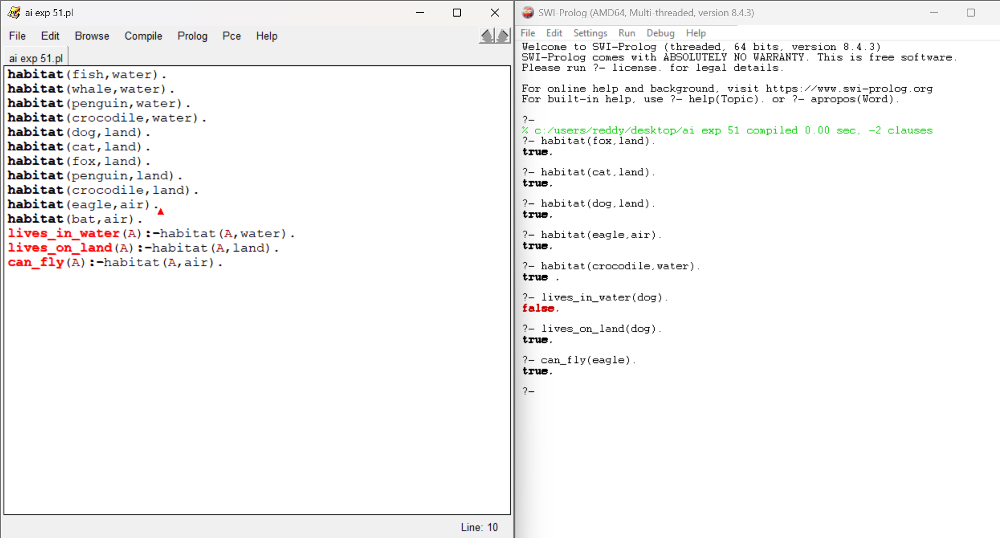 ai exp 51.pl
File Edit Browse Compile Prolog Pce Help
ai exp 51.pl
habitat(fish,water).
habitat(whale,water).
habitat(penguin,water).
habitat(crocodile,water).
habitat(dog,land).
habitat(cat,land).
habitat(fox,land).
habitat(penguin,land).
habitat(crocodile,land).
habitat(eagle,air).
habitat(bat,air).
lives_in_water(A):-habitat(A,water).
lives_on_land(A):-habitat(A,land).
can_fly(A):-habitat(A,air).
Line: 10
SWI-Prolog (AMD64, Multi-threaded, version 8.4.3)
File Edit Settings Run Debug Help
Welcome to SWI-Prolog (threaded, 64 bits, version 8.4.3)
SWI-Prolog comes with ABSOLUTELY NO WARRANTY. This is free software.
Please run ?- license. for legal details.
For online help and background, visit https://www.swi-prolog.org
For built-in help, use ?- help(Topic). or ?- apropos(Word).
?-
% c:/users/reddy/desktop/ai exp 51 compiled 0.00 sec, -2 clauses
?- habitat(fox,land).
true.
?- habitat(cat,land).
true.
?- habitat(dog,land).
true.
?- habitat(eagle,air).
true.
?- habitat(crocodile,water).
true .
?- lives_in_water(dog).
false.
?- lives_on_land(dog).
true.
?- can_fly(eagle).
true.
?-